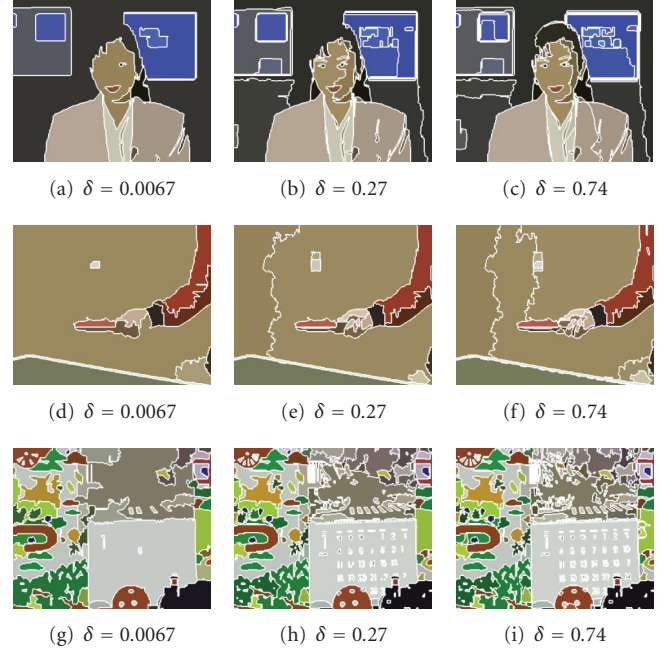 (a) δ = 0.0067 (b) δ = 0.27 (c) δ = 0.74
(d) δ = 0.0067 (e) δ = 0.27 (f) δ = 0.74
(g) δ = 0.0067 (h) δ = 0.27 (i) δ = 0.74